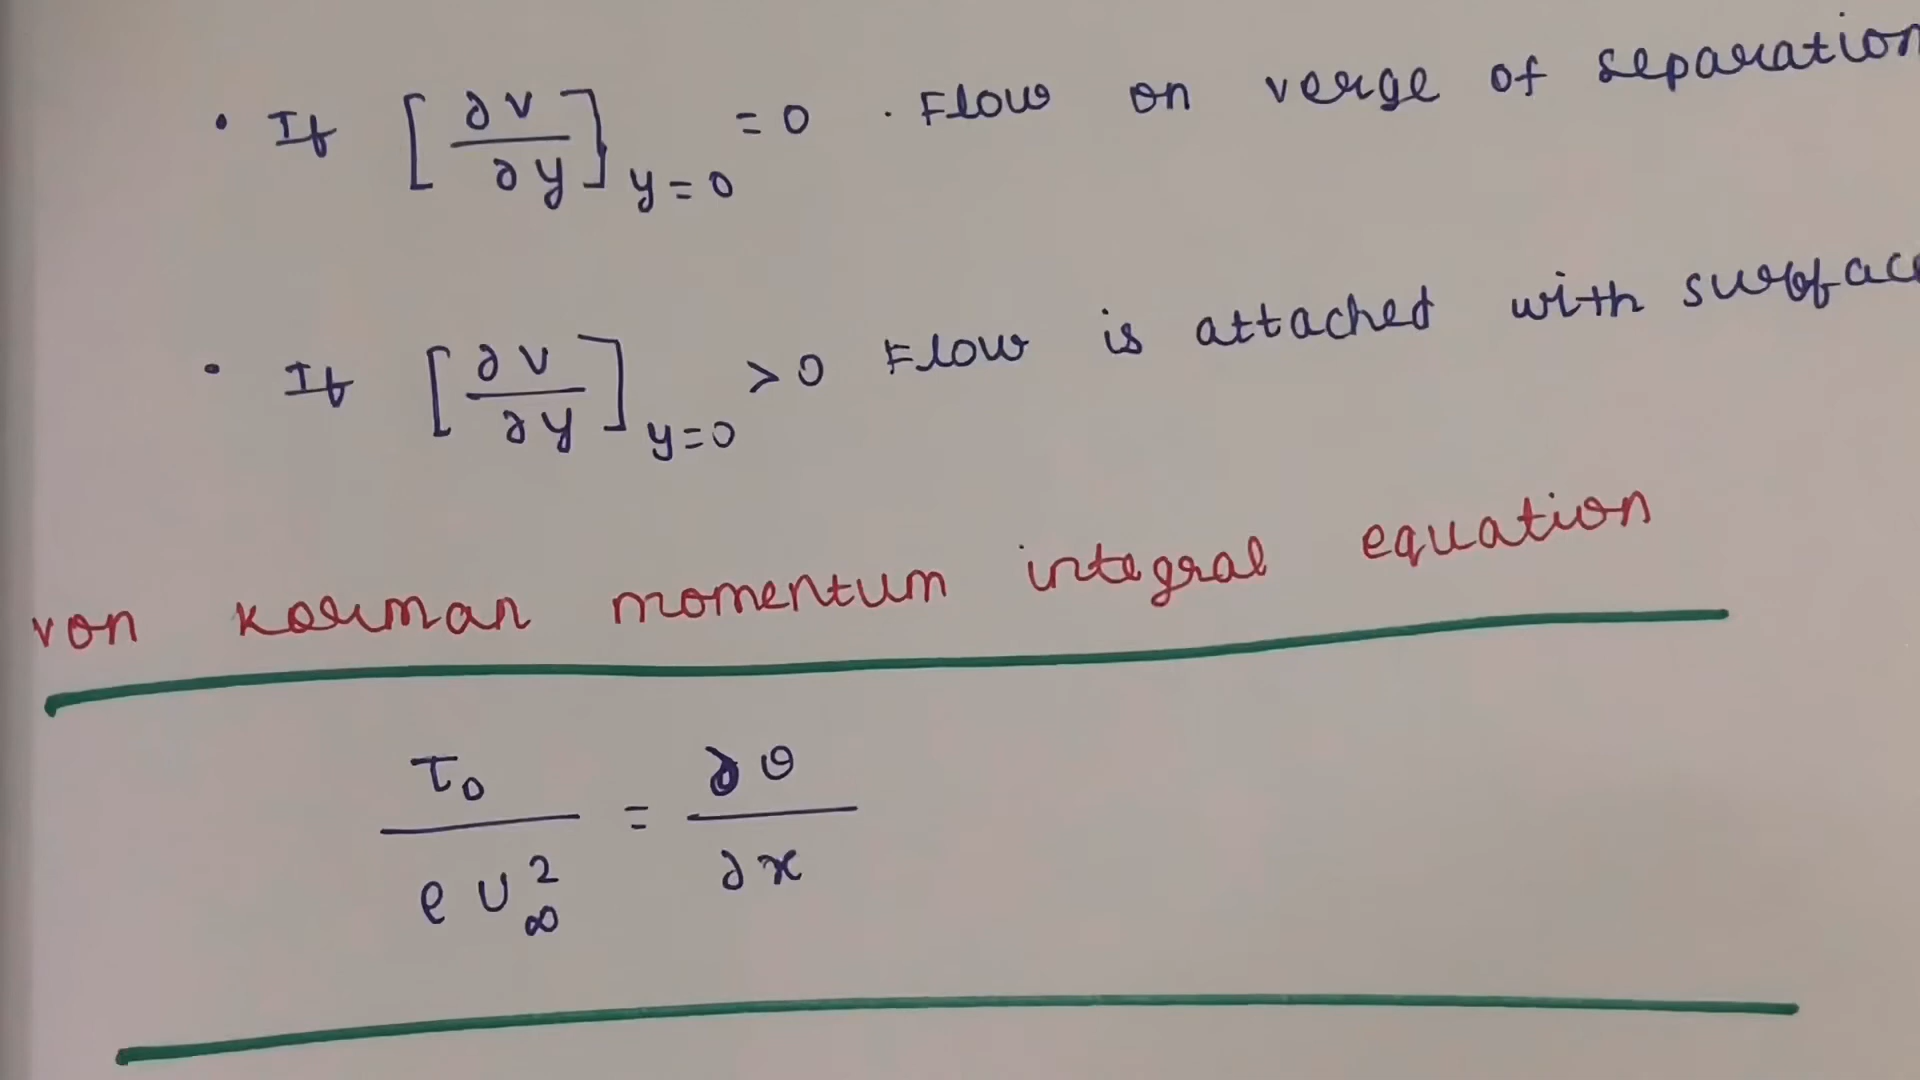 • If [∂v/∂y]y=0 = 0 . Flow on verge of separation
• If [∂v/∂y]y=0 > 0 Flow is attached with surfac
von karman momentum integral equation
τ₀/ρU∞² = ∂θ/∂x